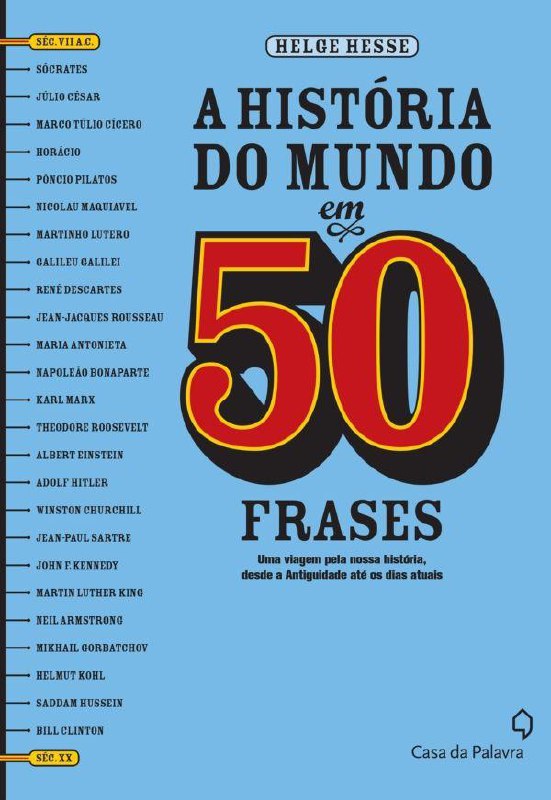 SÉC. VII A.C.
SÓCRATES
JÚLIO CÉSAR
MARCO TÚLIO CÍCERO
HORÁCIO
PÔNCIO PILATOS
NICOLAU MAQUIAVEL
MARTINHO LUTERO
GALILEU GALILEI
RENÉ DESCARTES
JEAN-JACQUES ROUSSEAU
MARIA ANTONIETA
NAPOLEÃO BONAPARTE
KARL MARX
THEODORE ROOSEVELT
ALBERT EINSTEIN
ADOLF HITLER
WINSTON CHURCHILL
JEAN-PAUL SARTRE
JOHN F. KENNEDY
MARTIN LUTHER KING
NEIL ARMSTRONG
MIKHAIL GORBATCHOV
HELMUT KOHL
SADDAM HUSSEIN
BILL CLINTON
SÉC. XX
HELGE HESSE
A HISTÓRIA
DO MUNDO
em
50
FRASES
Uma viagem pela nossa história,
desde a Antiguidade até os dias atuais
Casa da Palavra